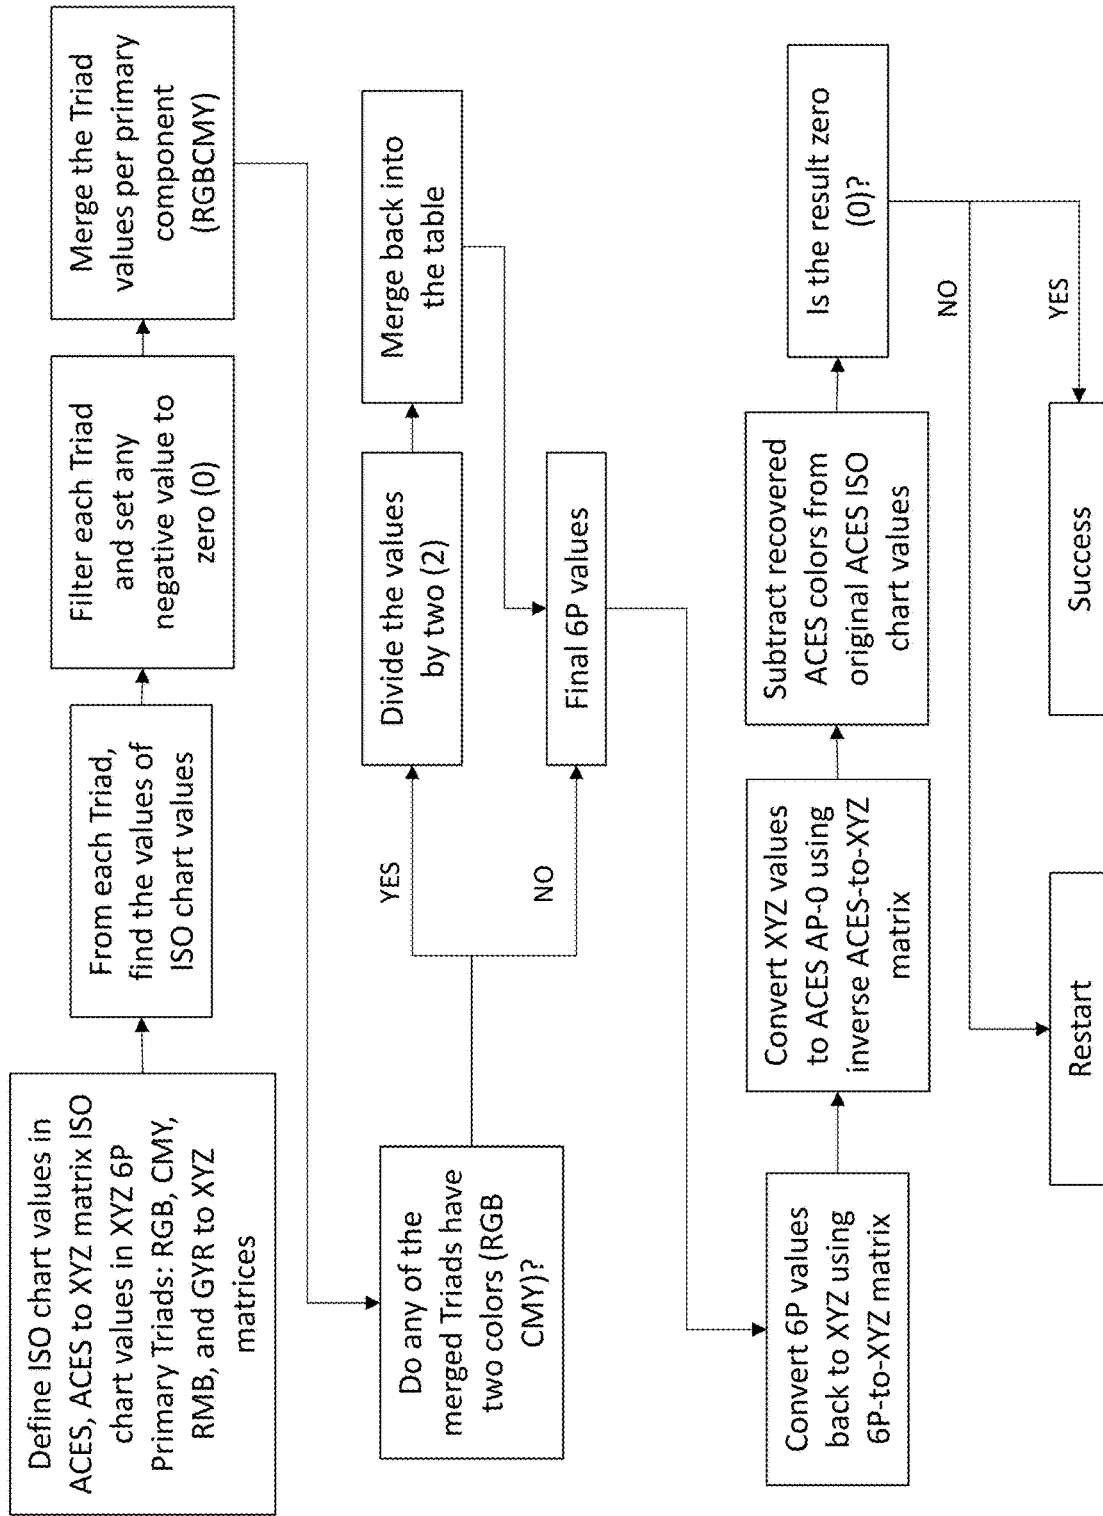 Define ISO chart values in
ACES, ACES to XYZ matrix ISO
chart values in XYZ 6P
Primary Triads: RGB, CMY,
RMB, and GYR to XYZ
matrices
From each Triad,
find the values of
ISO chart values
Filter each Triad
and set any
negative value to
zero (0)
Merge the Triad
values per primary
component
(RGBCMY)
Do any of the
merged Triads have
two colors (RGB
CMY)?
YES
NO
Divide the values
by two (2)
Merge back into
the table
Final 6P values
Convert 6P values
back to XYZ using
6P-to-XYZ matrix
Convert XYZ values
to ACES AP-0 using
inverse ACES-to-XYZ
matrix
Subtract recovered
ACES colors from
original ACES ISO
chart values
Is the result zero
(0)?
NO
YES
Restart
Success